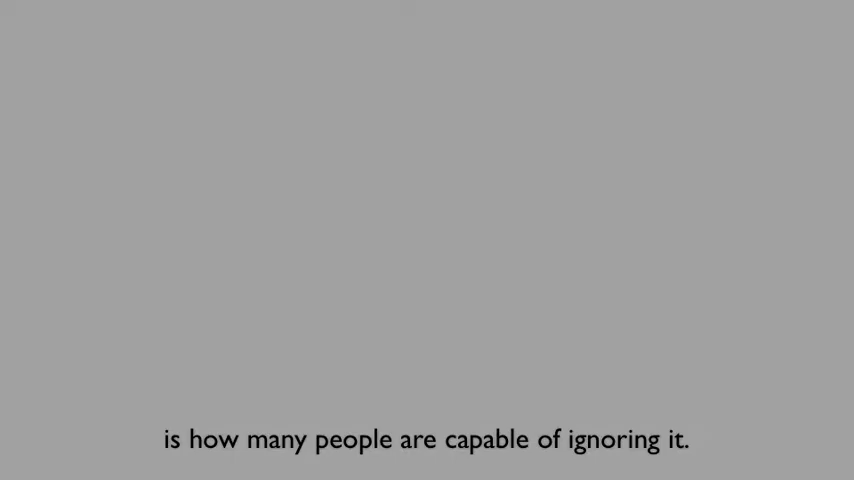 is how many people are capable of ignoring it.